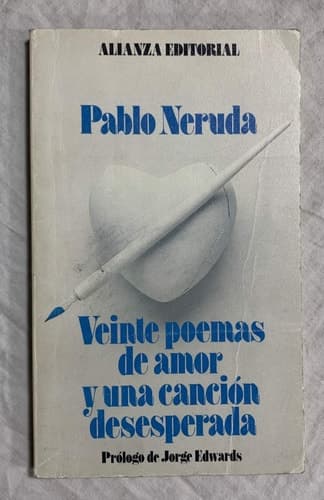 ALIANZA EDITORIAL
Pablo Neruda
Veinte poemas
de amor
y una canción
desesperada
Prólogo de Jorge Edwards